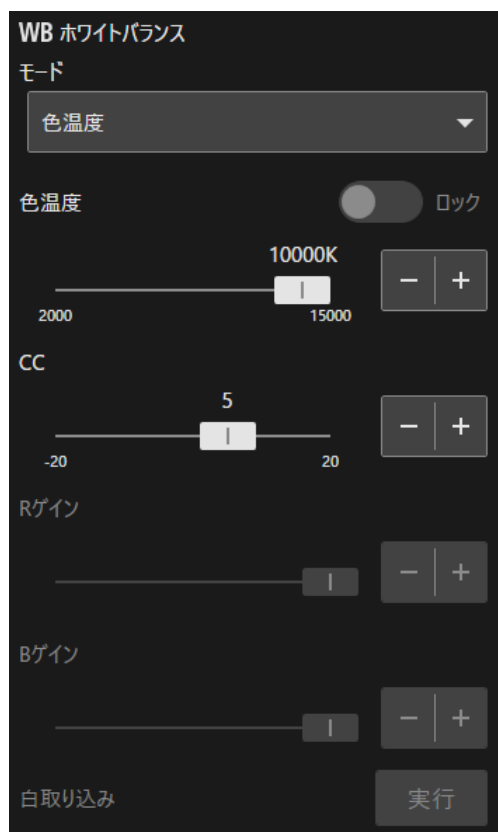 WB ホワイトバランス
モード
色温度
色温度 ロック
10000K
− +
2000 15000
CC
5
− +
-20 20
Rゲイン
− +
Bゲイン
− +
白取り込み 実行